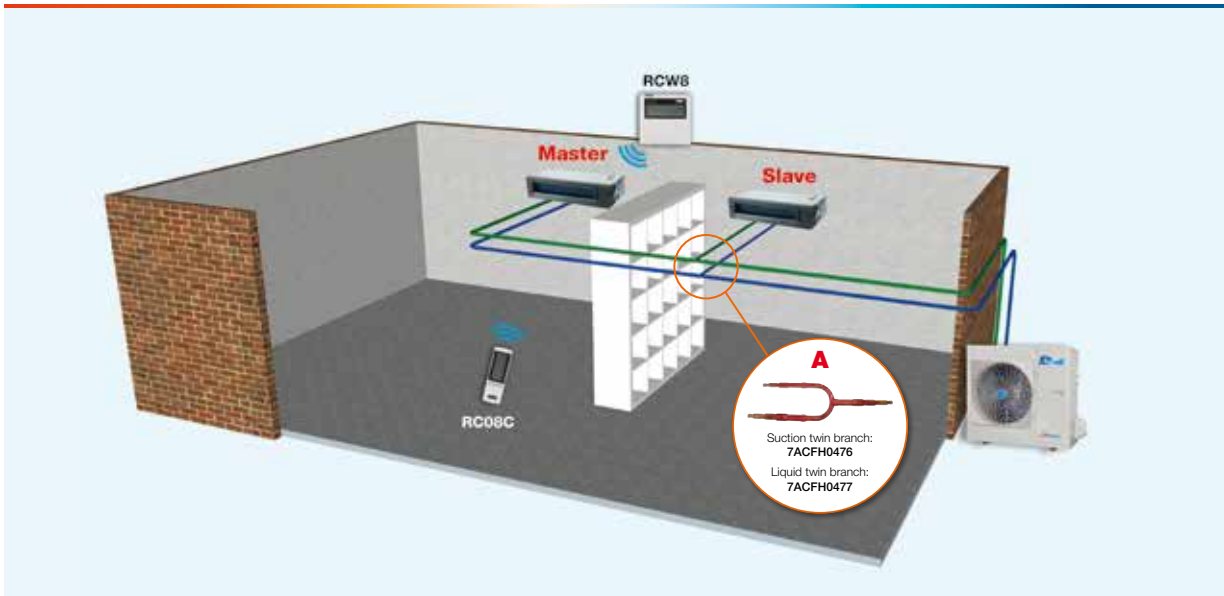 RCW8
Master
Slave
RC08C
A
Suction twin branch:
7ACFH0476
Liquid twin branch:
7ACFH0477